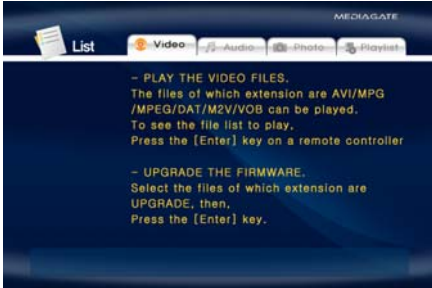 MEDIAGATE
List
Video Audio Photo Playlist
- PLAY THE VIDEO FILES.
The files of which extension are AVI/MPG
/MPEG/DAT/M2V/VOB can be played.
To see the file list to play,
Press the [Enter] key on a remote controller
- UPGRADE THE FIRMWARE.
Select the files of which extension are
UPGRADE, then,
Press the [Enter] key.